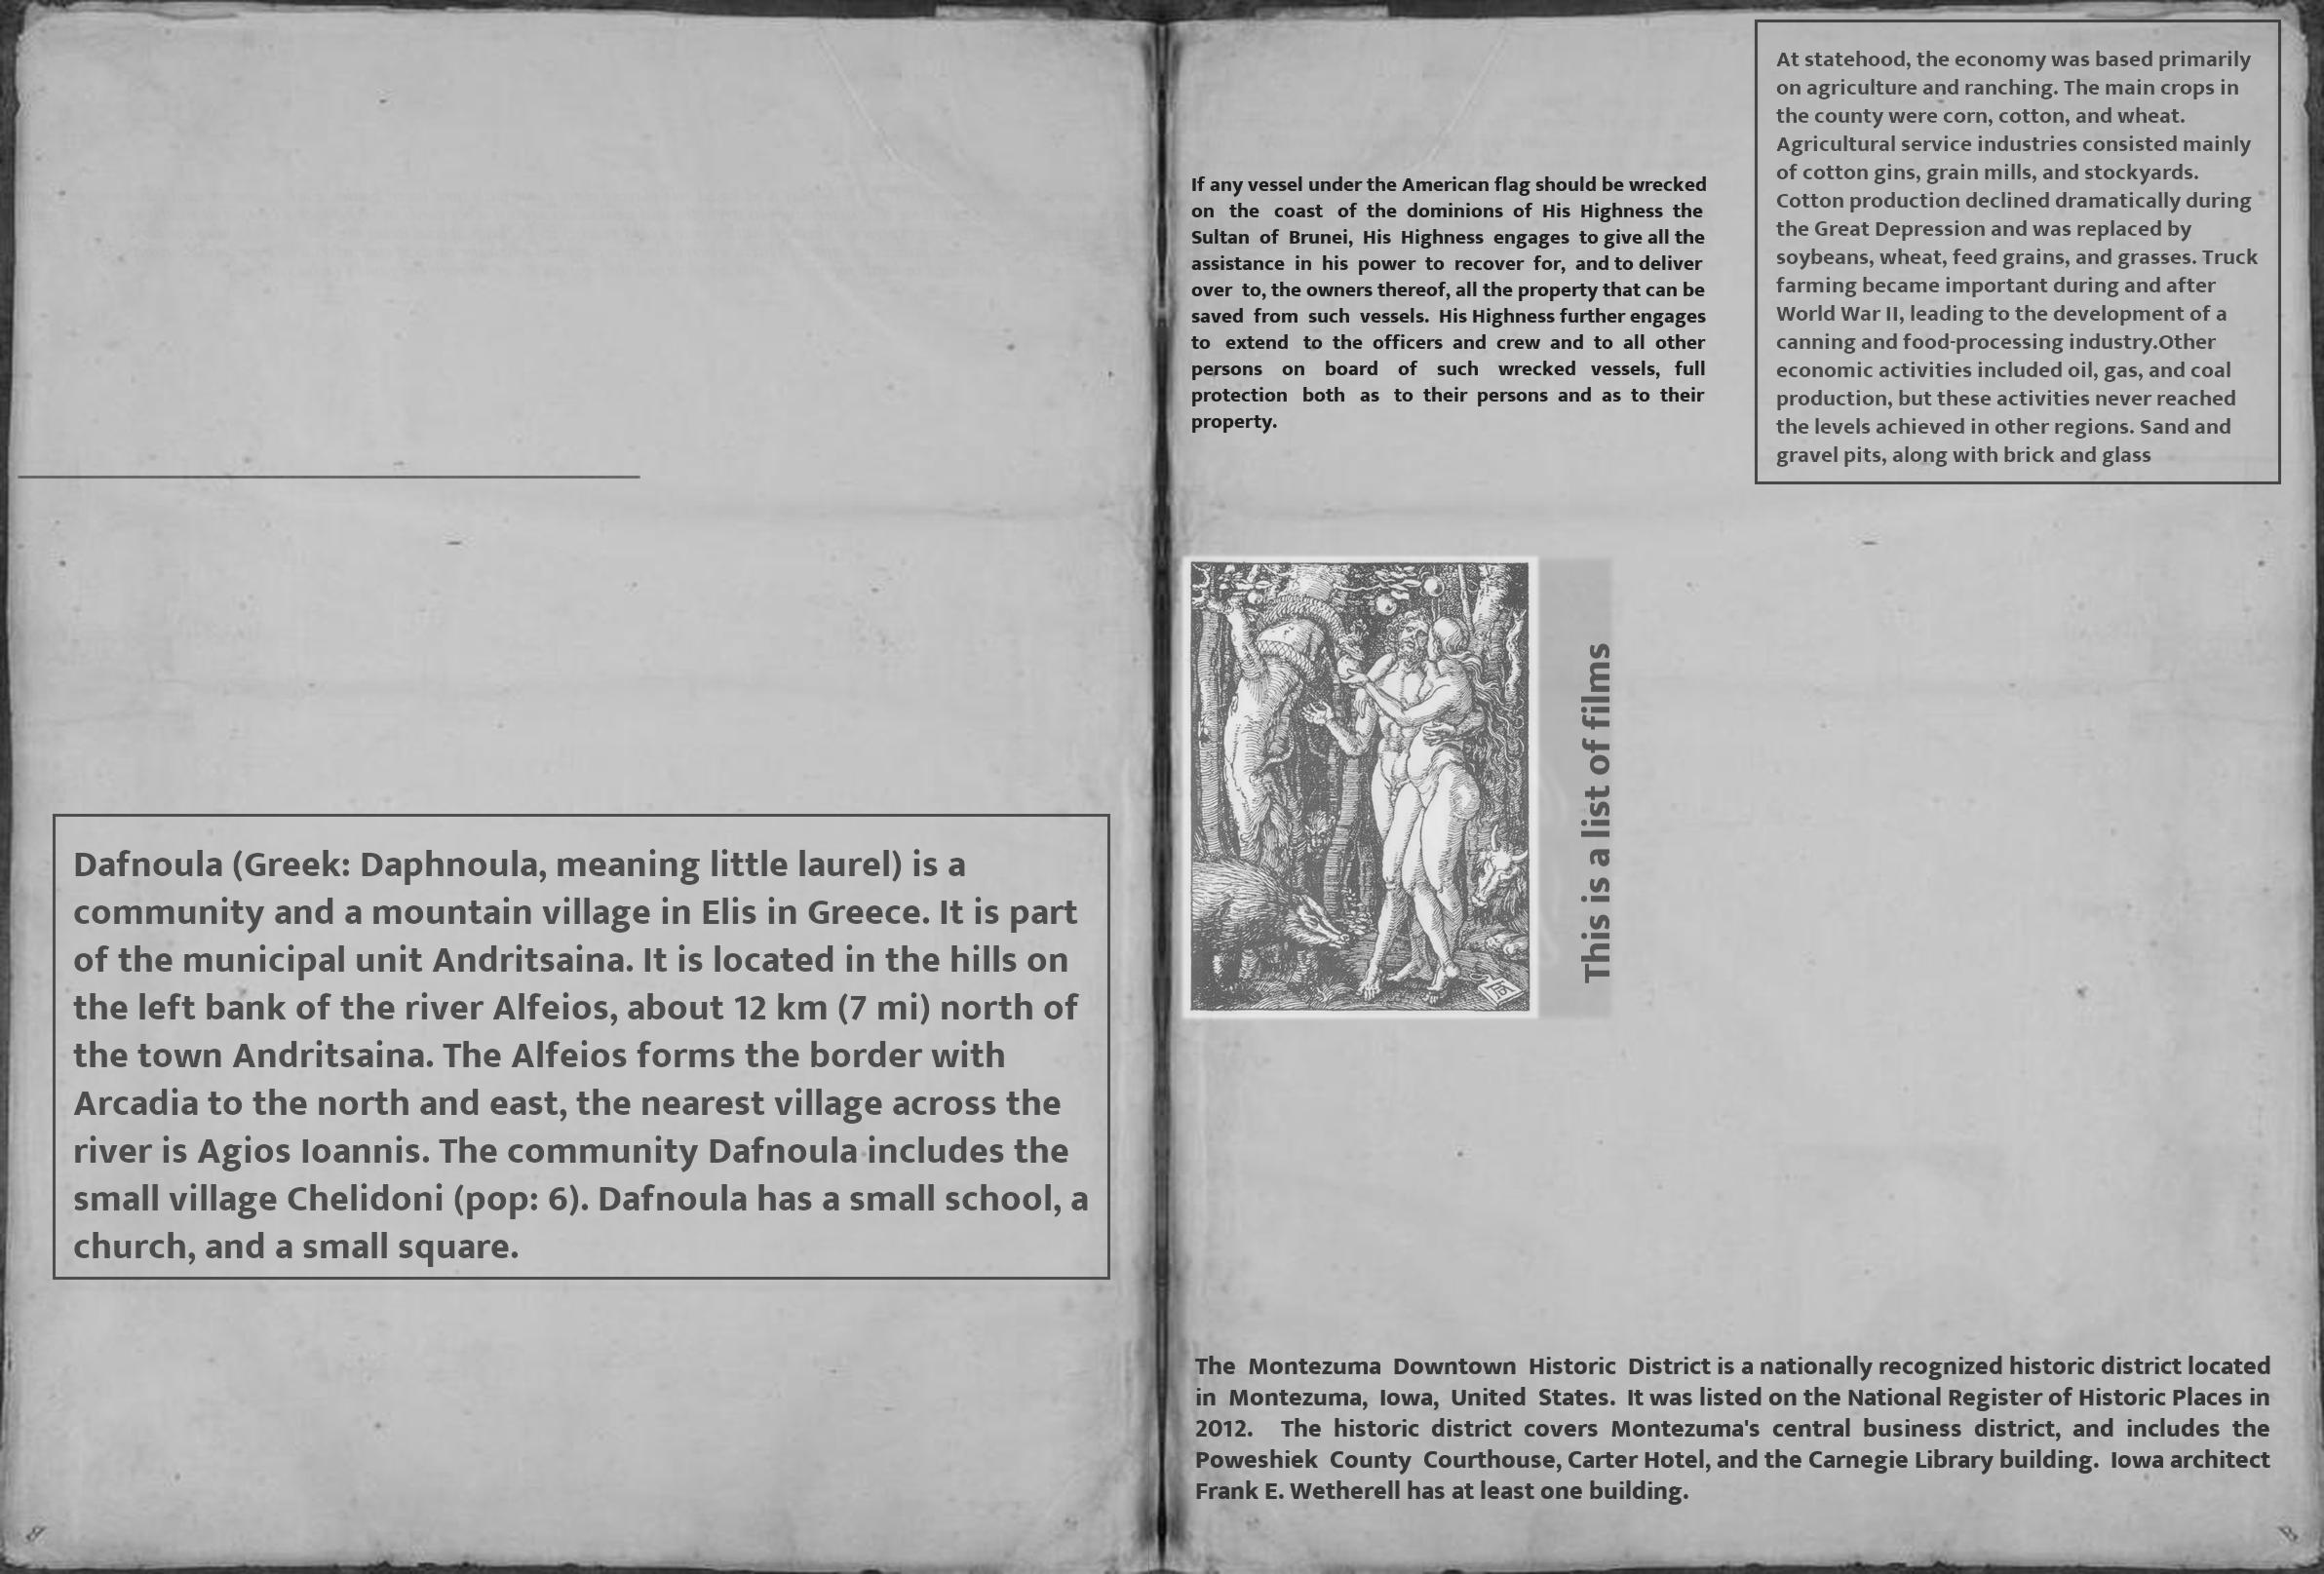 Dafnoula (Greek: Daphnoula, meaning little laurel) is a
community and a mountain village in Elis in Greece. It is part
of the municipal unit Andritsaina. It is located in the hills on
the left bank of the river Alfeios, about 12 km (7 mi) north of
the town Andritsaina. The Alfeios forms the border with
Arcadia to the north and east, the nearest village across the
river is Agios Ioannis. The community Dafnoula includes the
small village Chelidoni (pop: 6). Dafnoula has a small school, a
church, and a small square.
If any vessel under the American flag should be wrecked
on the coast of the dominions of His Highness the
Sultan of Brunei, His Highness engages to give all the
assistance in his power to recover for, and to deliver
over to, the owners thereof, all the property that can be
saved from such vessels. His Highness further engages
to extend to the officers and crew and to all other
persons on board of such wrecked vessels, full
protection both as to their persons and as to their
property.
At statehood, the economy was based primarily
on agriculture and ranching. The main crops in
the county were corn, cotton, and wheat.
Agricultural service industries consisted mainly
of cotton gins, grain mills, and stockyards.
Cotton production declined dramatically during
the Great Depression and was replaced by
soybeans, wheat, feed grains, and grasses. Truck
farming became important during and after
World War II, leading to the development of a
canning and food-processing industry.Other
economic activities included oil, gas, and coal
production, but these activities never reached
the levels achieved in other regions. Sand and
gravel pits, along with brick and glass
This is a list of films
The Montezuma Downtown Historic District is a nationally recognized historic district located
in Montezuma, Iowa, United States. It was listed on the National Register of Historic Places in
2012. The historic district covers Montezuma's central business district, and includes the
Poweshiek County Courthouse, Carter Hotel, and the Carnegie Library building. Iowa architect
Frank E. Wetherell has at least one building.